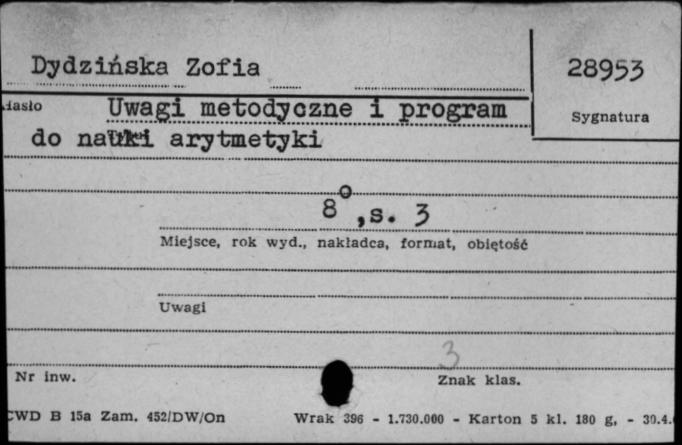 Dydzińska Zofia
28953
Sygnatura
Uwagi metodyczne i program
do nauki arytmetyki
8°, s. 3
Miejsce, rok wyd., nakładca, format, objętość
Uwagi
3
Nr inw.
Znak klas.
CWD B 15a Zam. 452/DW/On
Wrak 396 - 1.730.000 - Karton 5 kl. 180 g. - 30.4.